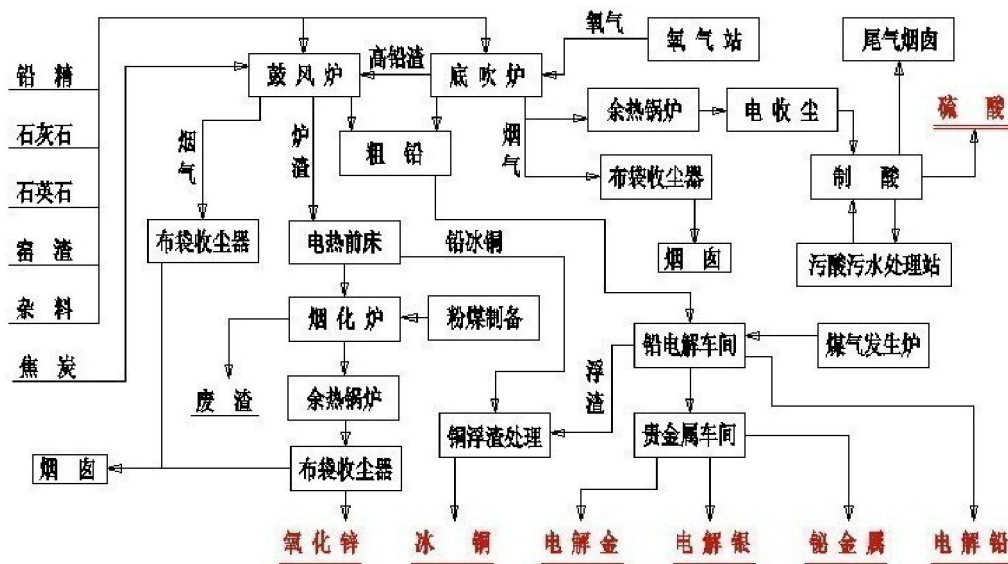 氧气
氧气站
尾气烟囱
铅精
鼓风炉
高铅渣
底吹炉
余热锅炉
电收尘
硫酸
石灰石
烟气
炉渣
粗铅
烟气
布袋收尘器
制酸
石英石
布袋收尘器
电热前床
铅冰铜
烟囱
污酸污水处理站
窑渣
杂料
烟化炉
粉煤制备
铅电解车间
煤气发生炉
焦炭
废渣
余热锅炉
浮渣
铜浮渣处理
贵金属车间
烟囱
布袋收尘器
氧化锌
冰铜
电解金
电解银
铋金属
电解铅